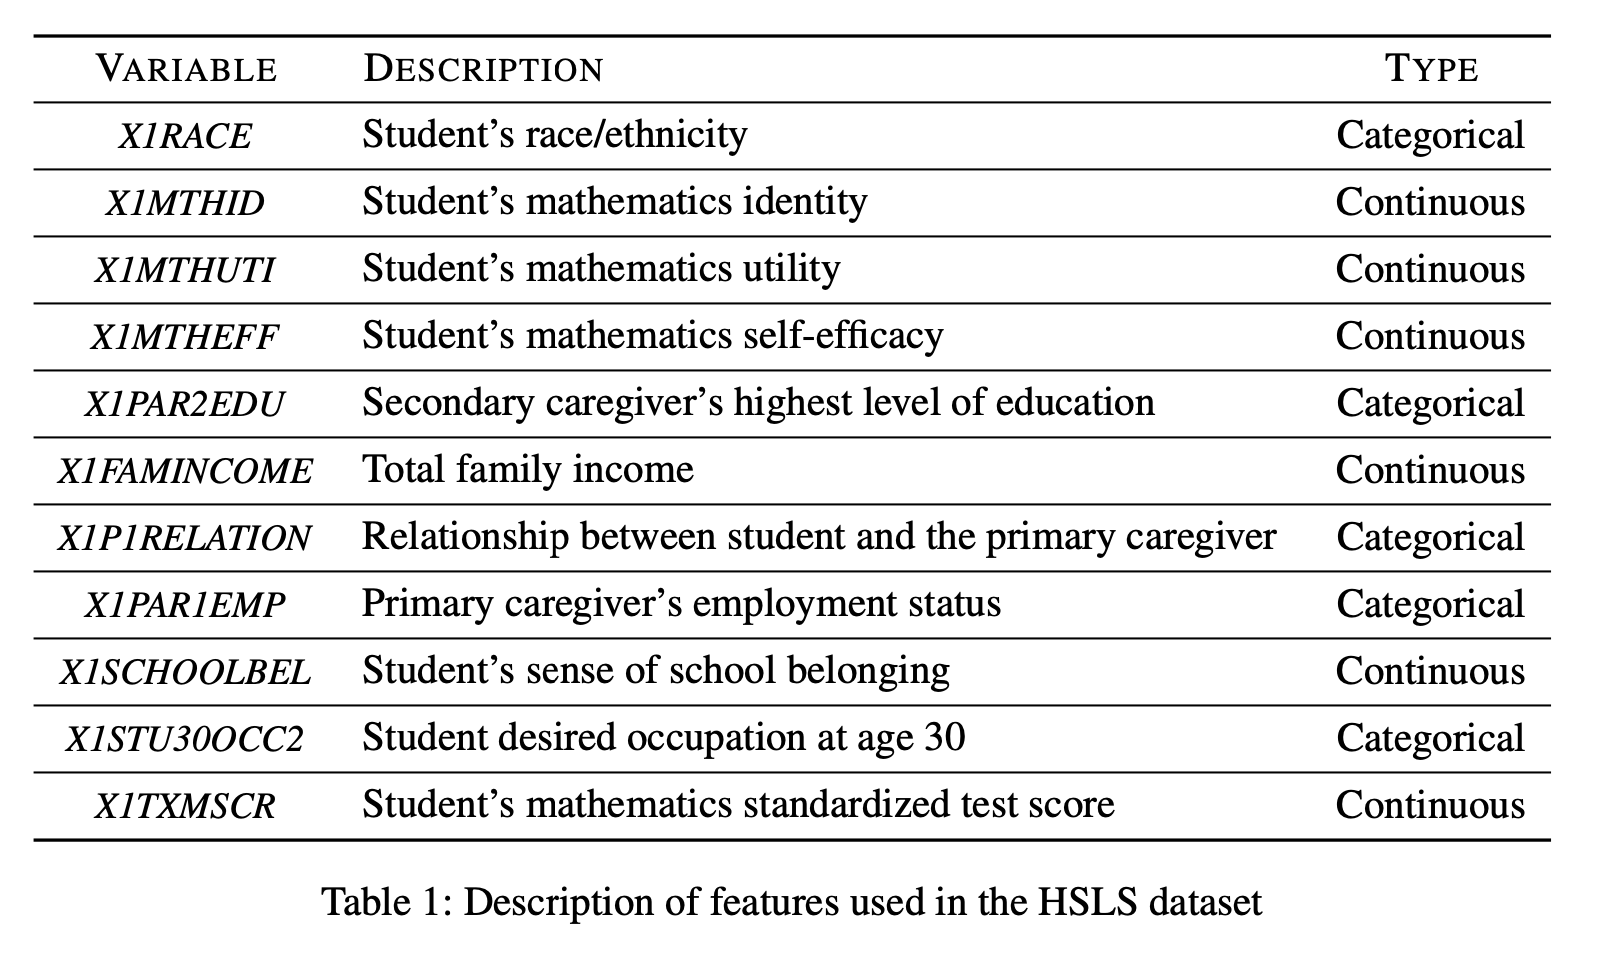 VARIABLE DESCRIPTION TYPE
X1RACE Student’s race/ethnicity Categorical
X1MTHID Student’s mathematics identity Continuous
X1MTHUTI Student’s mathematics utility Continuous
X1MTHEFF Student’s mathematics self-efficacy Continuous
X1PAR2EDU Secondary caregiver’s highest level of education Categorical
X1FAMINCOME Total family income Continuous
X1P1RELATION Relationship between student and the primary caregiver Categorical
X1PAR1EMP Primary caregiver’s employment status Categorical
X1SCHOOLBEL Student’s sense of school belonging Continuous
X1STU30OCC2 Student desired occupation at age 30 Categorical
X1TXMSCR Student’s mathematics standardized test score Continuous
Table 1: Description of features used in the HSLS dataset